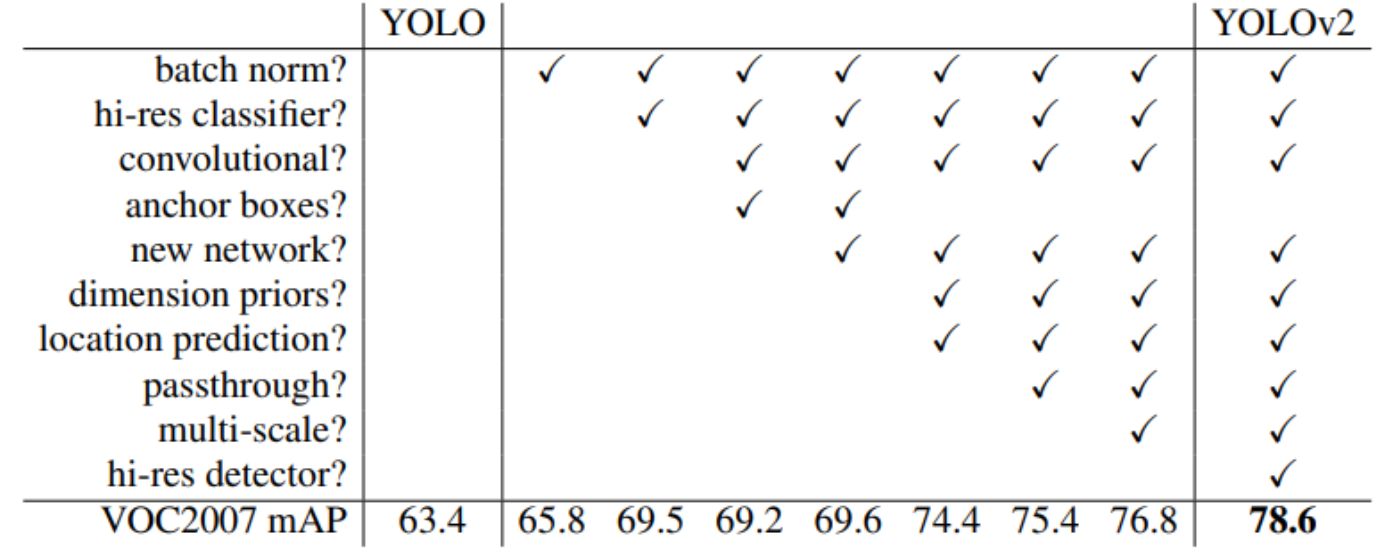 YOLO YOLOv2
batch norm? ✓ ✓ ✓ ✓ ✓ ✓ ✓ ✓
hi-res classifier? ✓ ✓ ✓ ✓ ✓ ✓ ✓
convolutional? ✓ ✓ ✓ ✓ ✓ ✓
anchor boxes? ✓ ✓
new network? ✓ ✓ ✓ ✓ ✓
dimension priors? ✓ ✓ ✓ ✓
location prediction? ✓ ✓ ✓ ✓
passthrough? ✓ ✓ ✓
multi-scale? ✓ ✓
hi-res detector? ✓
VOC2007 mAP 63.4 65.8 69.5 69.2 69.6 74.4 75.4 76.8 78.6